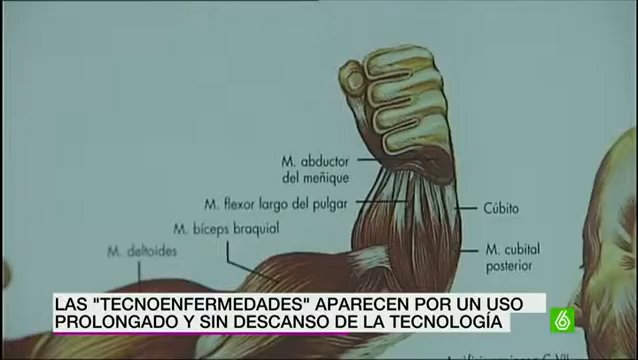 M. abductor
del meñique
M. flexor largo del pulgar
Cúbito
M. bíceps braquial
M. deltoides
M. cubital
posterior
LAS "TECNOENFERMEDADES" APARECEN POR UN USO
PROLONGADO Y SIN DESCANSO DE LA TECNOLOGÍA
6